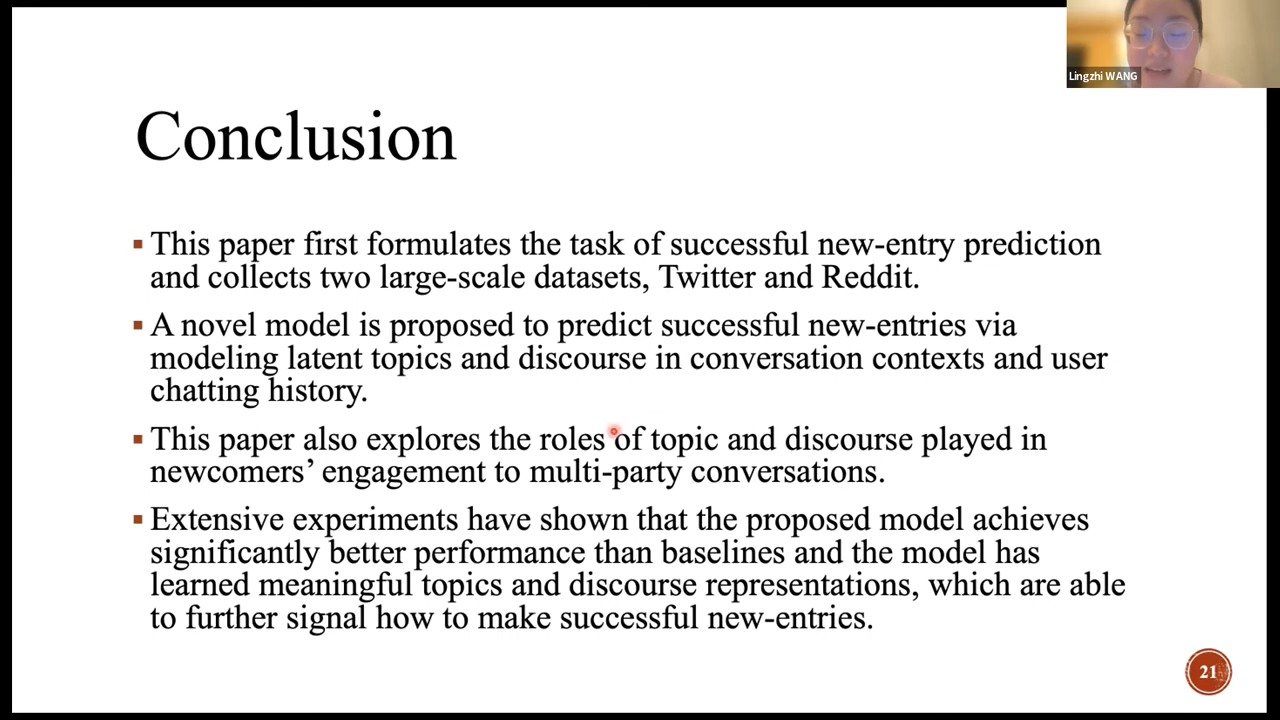 Lingzhi WANG
Conclusion
▪ This paper first formulates the task of successful new-entry prediction
and collects two large-scale datasets, Twitter and Reddit.
▪ A novel model is proposed to predict successful new-entries via
modeling latent topics and discourse in conversation contexts and user
chatting history.
▪ This paper also explores the roles of topic and discourse played in
newcomers’ engagement to multi-party conversations.
▪ Extensive experiments have shown that the proposed model achieves
significantly better performance than baselines and the model has
learned meaningful topics and discourse representations, which are able
to further signal how to make successful new-entries.
21